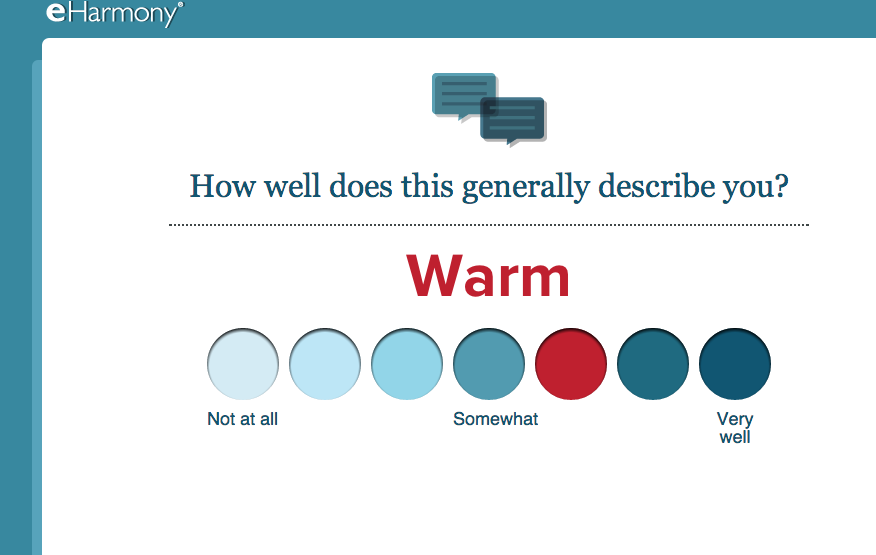 eHarmony®
How well does this generally describe you?
Warm
Not at all
Somewhat
Very
well